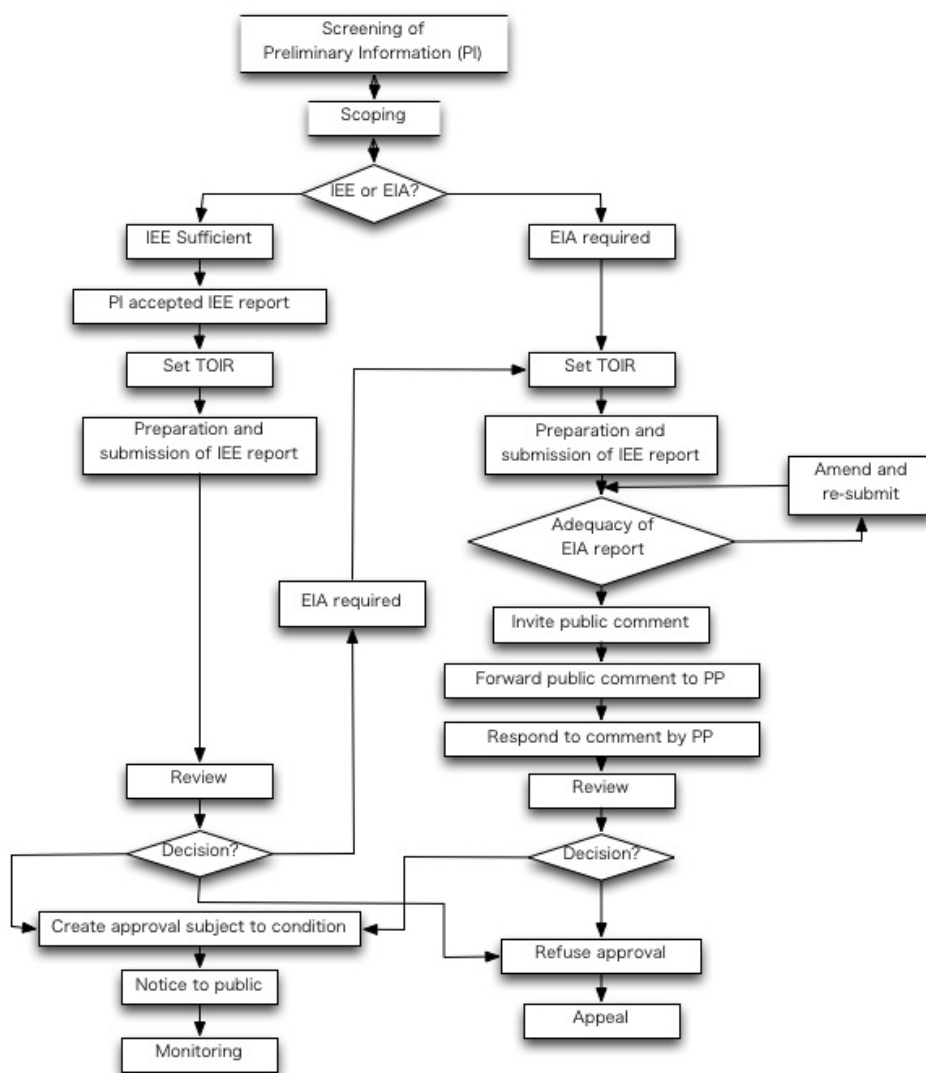 Screening of
Preliminary Information (PI)
Scoping
IEE or EIA?
IEE Sufficient
EIA required
PI accepted IEE report
Set TOIR
Set TOIR
Preparation and
submission of IEE report
Preparation and
submission of IEE report
Amend and
re-submit
Adequacy of
EIA report
EIA required
Invite public comment
Forward public comment to PP
Respond to comment by PP
Review
Review
Decision?
Decision?
Create approval subject to condition
Refuse approval
Notice to public
Appeal
Monitoring